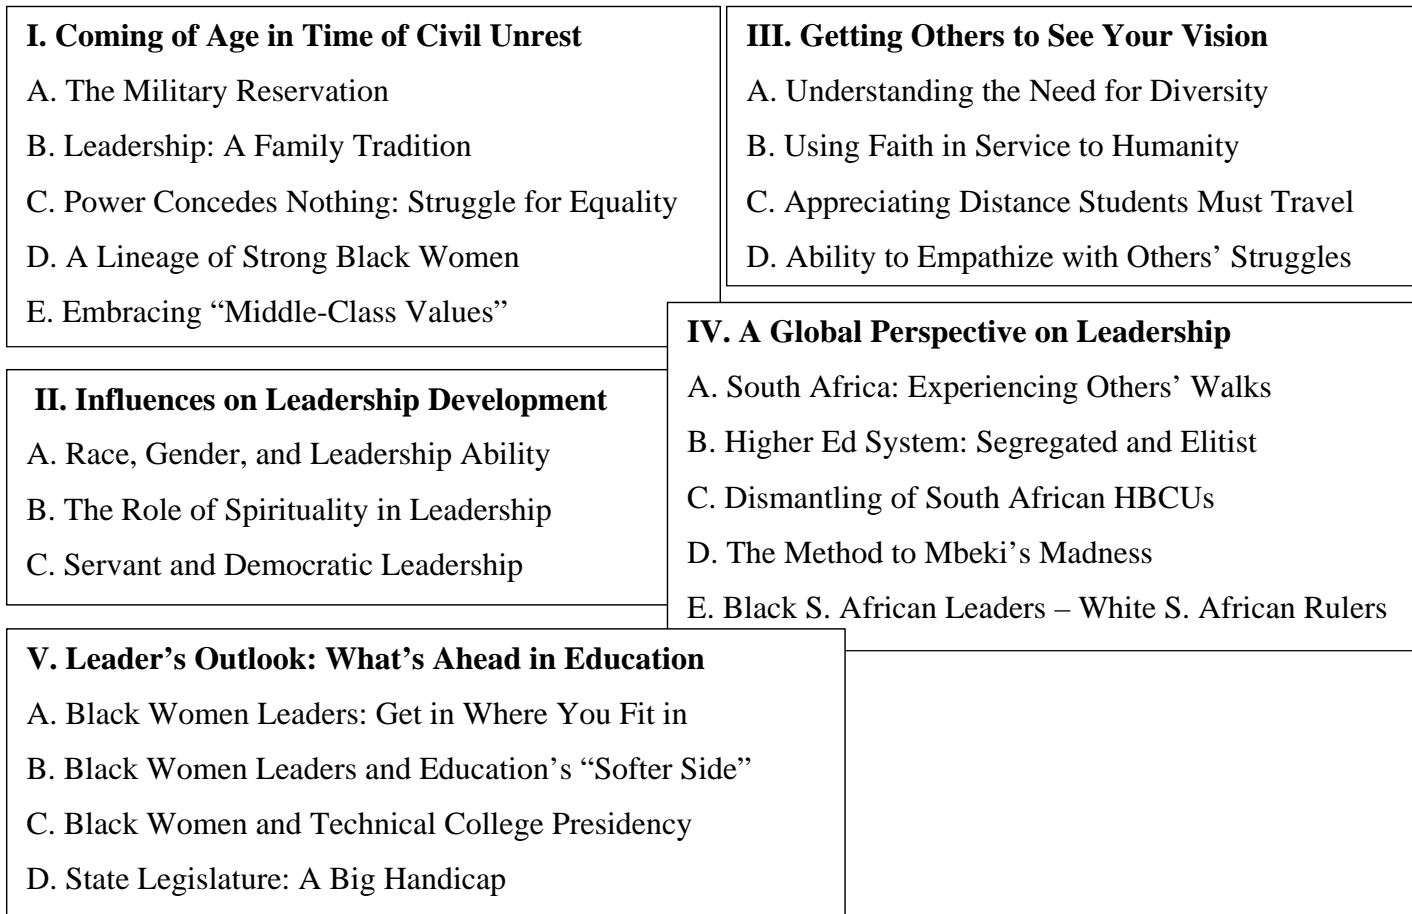 I. Coming of Age in Time of Civil Unrest
A. The Military Reservation
B. Leadership: A Family Tradition
C. Power Concedes Nothing: Struggle for Equality
D. A Lineage of Strong Black Women
E. Embracing “Middle-Class Values”
II. Influences on Leadership Development
A. Race, Gender, and Leadership Ability
B. The Role of Spirituality in Leadership
C. Servant and Democratic Leadership
III. Getting Others to See Your Vision
A. Understanding the Need for Diversity
B. Using Faith in Service to Humanity
C. Appreciating Distance Students Must Travel
D. Ability to Empathize with Others’ Struggles
IV. A Global Perspective on Leadership
A. South Africa: Experiencing Others’ Walks
B. Higher Ed System: Segregated and Elitist
C. Dismantling of South African HBCUs
D. The Method to Mbeki’s Madness
E. Black S. African Leaders – White S. African Rulers
V. Leader’s Outlook: What’s Ahead in Education
A. Black Women Leaders: Get in Where You Fit in
B. Black Women Leaders and Education’s “Softer Side”
C. Black Women and Technical College Presidency
D. State Legislature: A Big Handicap